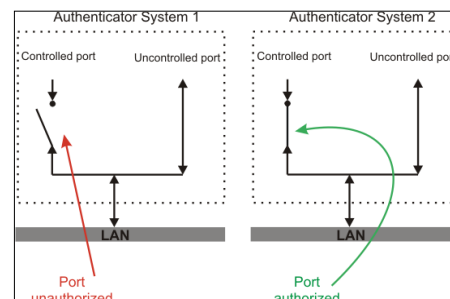 Authenticator System 1
Authenticator System 2
Controlled port
Uncontrolled port
Controlled port
Uncontrolled port
LAN
LAN
Port
unauthorized
Port
authorized